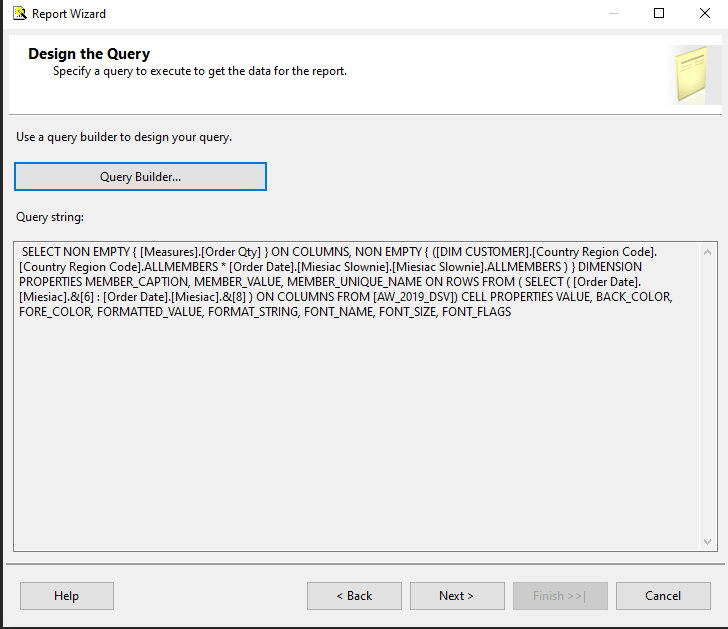 Report Wizard
Design the Query
Specify a query to execute to get the data for the report.
Use a query builder to design your query.
Query Builder...
Query string:
SELECT NON EMPTY { [Measures].[Order Qty] } ON COLUMNS, NON EMPTY { ([DIM CUSTOMER].[Country Region Code].
[Country Region Code].ALLMEMBERS * [Order Date].[Miesiac Slownie].[Miesiac Slownie].ALLMEMBERS ) } DIMENSION
PROPERTIES MEMBER_CAPTION, MEMBER_VALUE, MEMBER_UNIQUE_NAME ON ROWS FROM ( SELECT ( [Order Date].
[Miesiac].&[6] : [Order Date].[Miesiac].&[8] ) ON COLUMNS FROM [AW_2019_DSV]) CELL PROPERTIES VALUE, BACK_COLOR,
FORE_COLOR, FORMATTED_VALUE, FORMAT_STRING, FONT_NAME, FONT_SIZE, FONT_FLAGS
Help
< Back
Next >
Finish >>|
Cancel